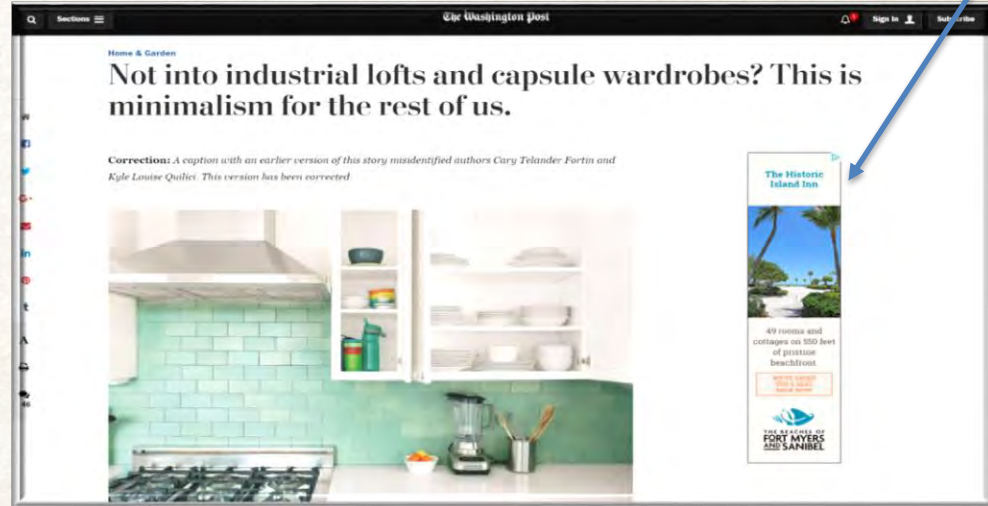 Sections
The Washington Post
Sign In
Subscribe
Home & Garden
Not into industrial lofts and capsule wardrobes? This is
minimalism for the rest of us.
Correction: A caption with an earlier version of this story misidentified authors Cary Telander Fortin and
Kyle Louise Quilici. This version has been corrected
The Historic
Island Inn
49 rooms and
cottages on 550 feet
of pristine
beachfront
THE BEACHES OF
FORT MYERS
AND SANIBEL